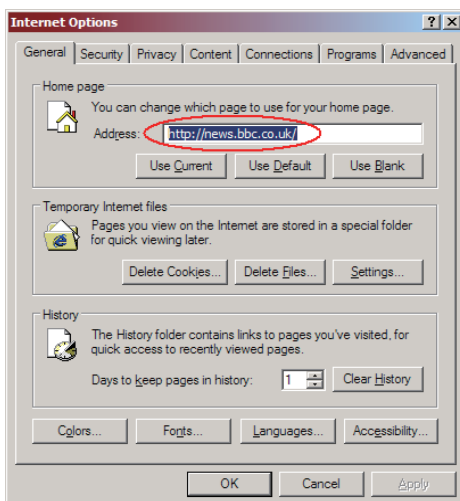 Internet Options
General Security Privacy Content Connections Programs Advanced
Home page
You can change which page to use for your home page.
Address: http://news.bbc.co.uk/
Use Current Use Default Use Blank
Temporary Internet files
Pages you view on the Internet are stored in a special folder
for quick viewing later.
Delete Cookies... Delete Files... Settings...
History
The History folder contains links to pages you've visited, for
quick access to recently viewed pages.
Days to keep pages in history: 1 Clear History
Colors... Fonts... Languages... Accessibility...
OK Cancel Apply